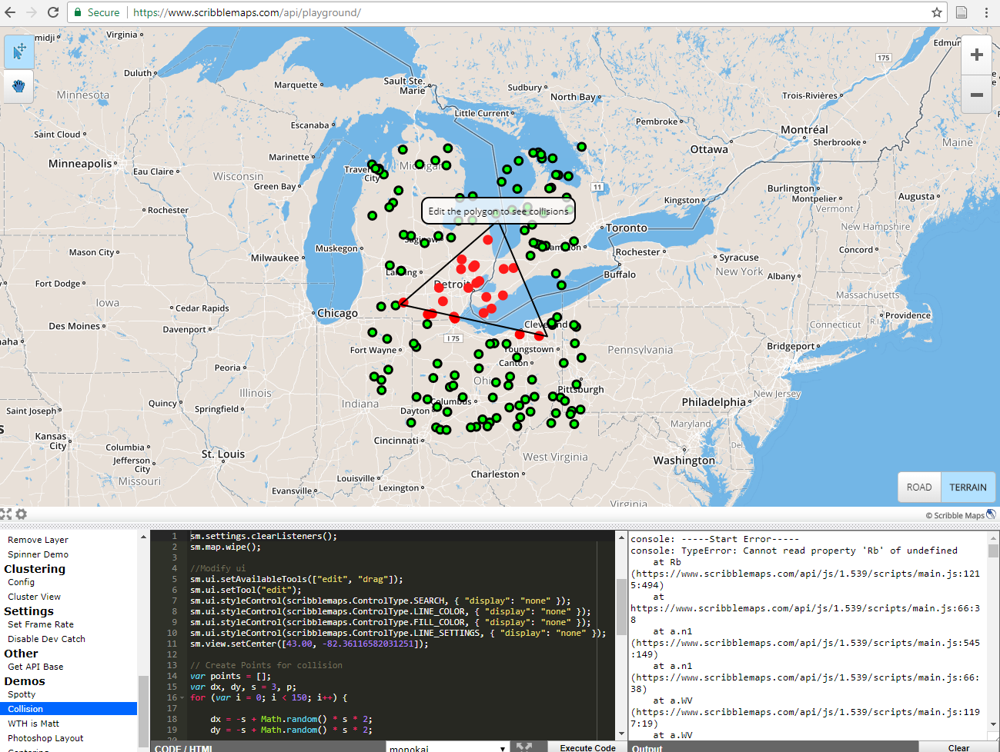 Secure
https://www.scribblemaps.com/api/playground/
midji
Virginia
Edmur
175
Duluth
Marquette
Sault Ste.
Marie
Sudbury
North Bay
Trois-Rivières
Minnesota
Little Current
Escanaba
Pembroke
Montréal
Saint Cloud
Sherbrooke
Maine
Ottawa
Minneapolis
Marinette
Michigan
Eau Claire
Traver
City
Wisconsin
Green Bay
11
Burlington
Montpelier
Augusta
Kingston
Vermont
Rochester
Edit the polygon to see collisions
Toronto
New Hampshire
Saginaw
Mason City
Muskegon
Milwaukee
Rochester
Syracuse
Concord
New York
Lansing
Buffalo
Albany
Fort Dodge
Detroit
Massachusetts
Iowa
Cedar Rapids
Chicago
Providence
R.I.
Des Moines
Davenport
Cleveland
Connecticut
I 75
Bridgeport
Fort Wayne
Youngstown
Pennsylvania
Canton
Peoria
Ohi
Pittsburgh
Illinois
New Jersey
Quincy
Indiana
Columbus
Philadelphia
Saint Joseph
Springfield
Dayton
Maryland
Kansas
City
Cincinnati
Columbia
Del.
St. Louis
West Virginia
Washington
Jefferson
City
Missouri
Charleston
Louisville
Evansville
Lexington
Virginia
ROAD
TERRAIN
© Scribble Maps
Remove Layer
Spinner Demo
Clustering
Config
Cluster View
Settings
Set Frame Rate
Disable Dev Catch
Other
Get API Base
Demos
Spotty
Collision
WTH is Matt
Photoshop Layout
1 sm.settings.clearListeners();
2 sm.map.wipe();
3
4 //Modify ui
5 sm.ui.setAvailableTools(["edit", "drag"]);
6 sm.ui.setTool("edit");
7 sm.ui.styleControl(scribblemaps.ControlType.SEARCH, { "display": "none" });
8 sm.ui.styleControl(scribblemaps.ControlType.LINE_COLOR, { "display": "none" });
9 sm.ui.styleControl(scribblemaps.ControlType.FILL_COLOR, { "display": "none" });
10 sm.ui.styleControl(scribblemaps.ControlType.LINE_SETTINGS, { "display": "none" });
11 sm.view.setCenter([43.00, -82.36116582031251]);
12
13 // Create Points for collision
14 var points = [];
15 var dx, dy, s = 3, p;
16 for (var i = 0; i < 150; i++) {
17
18 dx = -s + Math.random() * s * 2;
19 dy = -s + Math.random() * s * 2;
CODE / HTML
monokai
Execute Code
console: -----Start Error-----
console: TypeError: Cannot read property 'Rb' of undefined
at Rb
(https://www.scribblemaps.com/api/js/1.539/scripts/main.js:121
5:494)
at
https://www.scribblemaps.com/api/js/1.539/scripts/main.js:66:3
8
at a.n1
(https://www.scribblemaps.com/api/js/1.539/scripts/main.js:545
:149)
at a.n1
(https://www.scribblemaps.com/api/js/1.539/scripts/main.js:66:
38)
at a.WV
(https://www.scribblemaps.com/api/js/1.539/scripts/main.js:119
7:19)
at a.WV
Output
Clear